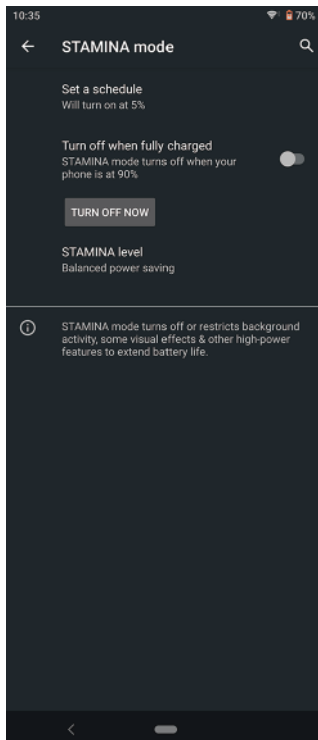 10:35
70%
STAMINA mode
Set a schedule
Will turn on at 5%
Turn off when fully charged
STAMINA mode turns off when your
phone is at 90%
TURN OFF NOW
STAMINA level
Balanced power saving
STAMINA mode turns off or restricts background
activity, some visual effects & other high-power
features to extend battery life.